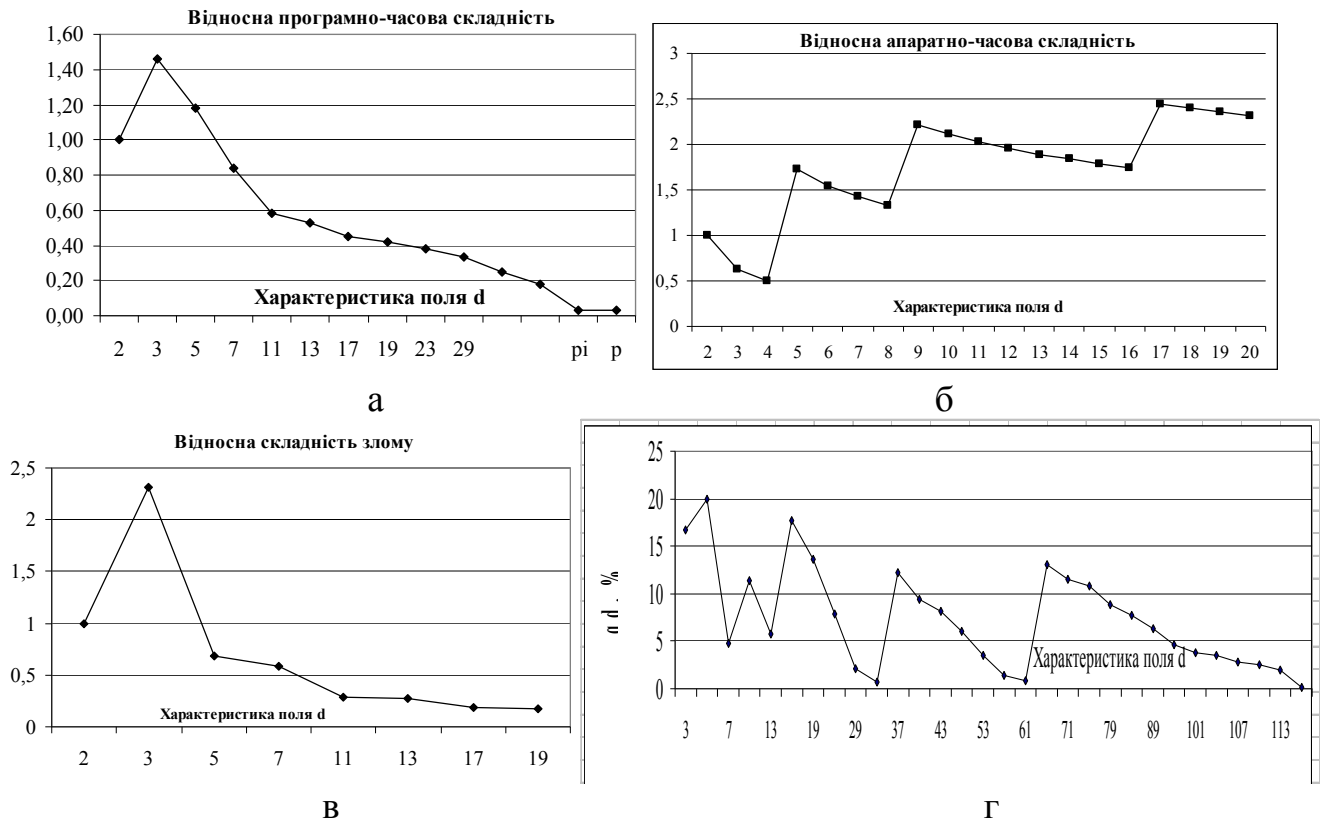 Відносна програмно-часова складність
1,60
1,40
1,20
1,00
0,80
0,60
0,40
0,20
0,00
Характеристика поля d
2 3 5 7 11 13 17 19 23 29 pi p
а
Відносна апаратно-часова складність
3
2,5
2
1,5
1
0,5
0
Характеристика поля d
2 3 4 5 6 7 8 9 10 11 12 13 14 15 16 17 18 19 20
б
Відносна складність злому
2,5
2
1,5
1
0,5
0
Характеристика поля d
2 3 5 7 11 13 17 19
в
25
20
15
10
5
0
d . %
Характеристика поля d
3 7 13 19 29 37 43 53 61 71 79 89 101 107 113
г